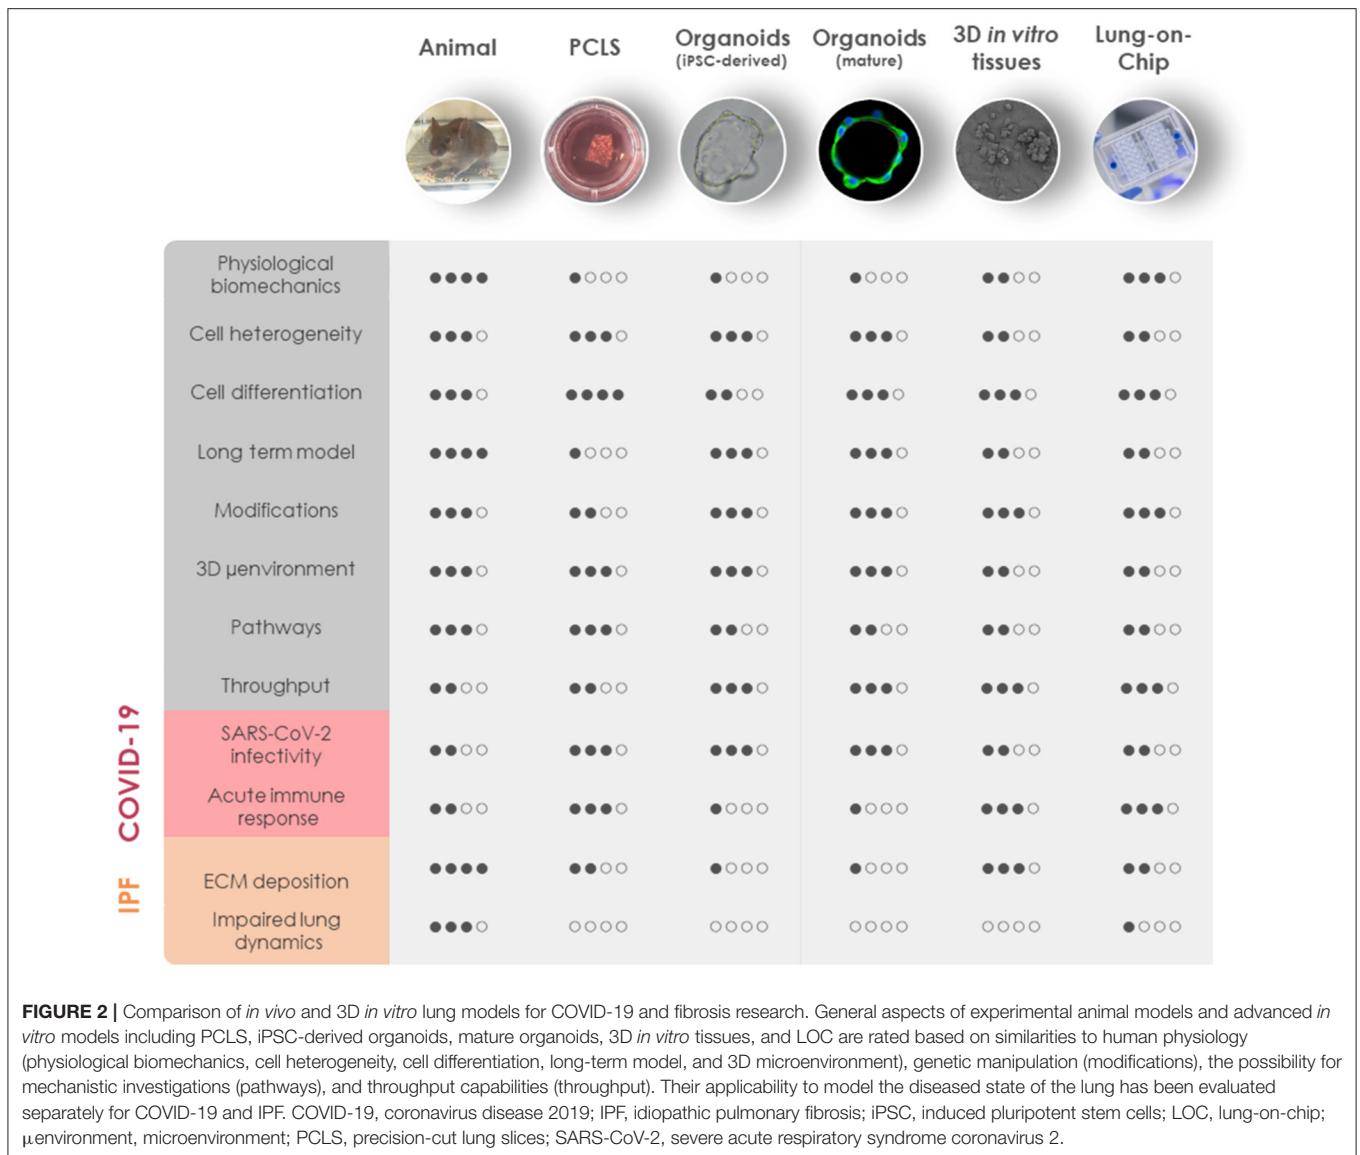 Animal
PCLS
Organoids
(iPSC-derived)
Organoids
(mature)
3D in vitro
tissues
Lung-on-
Chip
Physiological
biomechanics
Cell heterogeneity
Cell differentiation
Long term model
Modifications
3D μenvironment
Pathways
Throughput
COVID-19
SARS-CoV-2
infectivity
Acute immune
response
IPF
ECM deposition
Impaired lung
dynamics
FIGURE 2 | Comparison of in vivo and 3D in vitro lung models for COVID-19 and fibrosis research. General aspects of experimental animal models and advanced in
vitro models including PCLS, iPSC-derived organoids, mature organoids, 3D in vitro tissues, and LOC are rated based on similarities to human physiology
(physiological biomechanics, cell heterogeneity, cell differentiation, long-term model, and 3D microenvironment), genetic manipulation (modifications), the possibility for
mechanistic investigations (pathways), and throughput capabilities (throughput). Their applicability to model the diseased state of the lung has been evaluated
separately for COVID-19 and IPF. COVID-19, coronavirus disease 2019; IPF, idiopathic pulmonary fibrosis; iPSC, induced pluripotent stem cells; LOC, lung-on-chip;
μenvironment, microenvironment; PCLS, precision-cut lung slices; SARS-CoV-2, severe acute respiratory syndrome coronavirus 2.